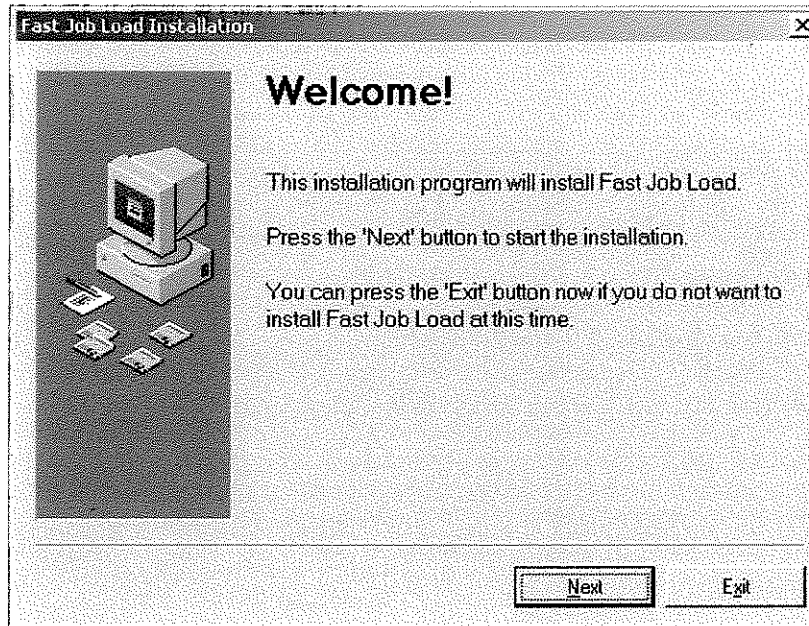 Fast Job Load Installation
Welcome!
This installation program will install Fast Job Load.
Press the 'Next' button to start the installation.
You can press the 'Exit' button now if you do not want to
install Fast Job Load at this time.
Next
Exit